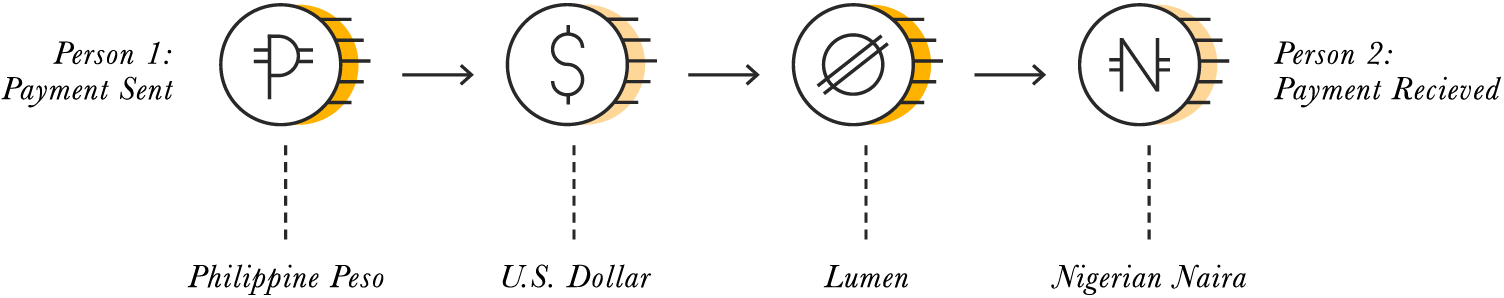 Person 1:
Payment Sent
Person 2:
Payment Recieved
Philippine Peso
U.S. Dollar
Lumen
Nigerian Naira